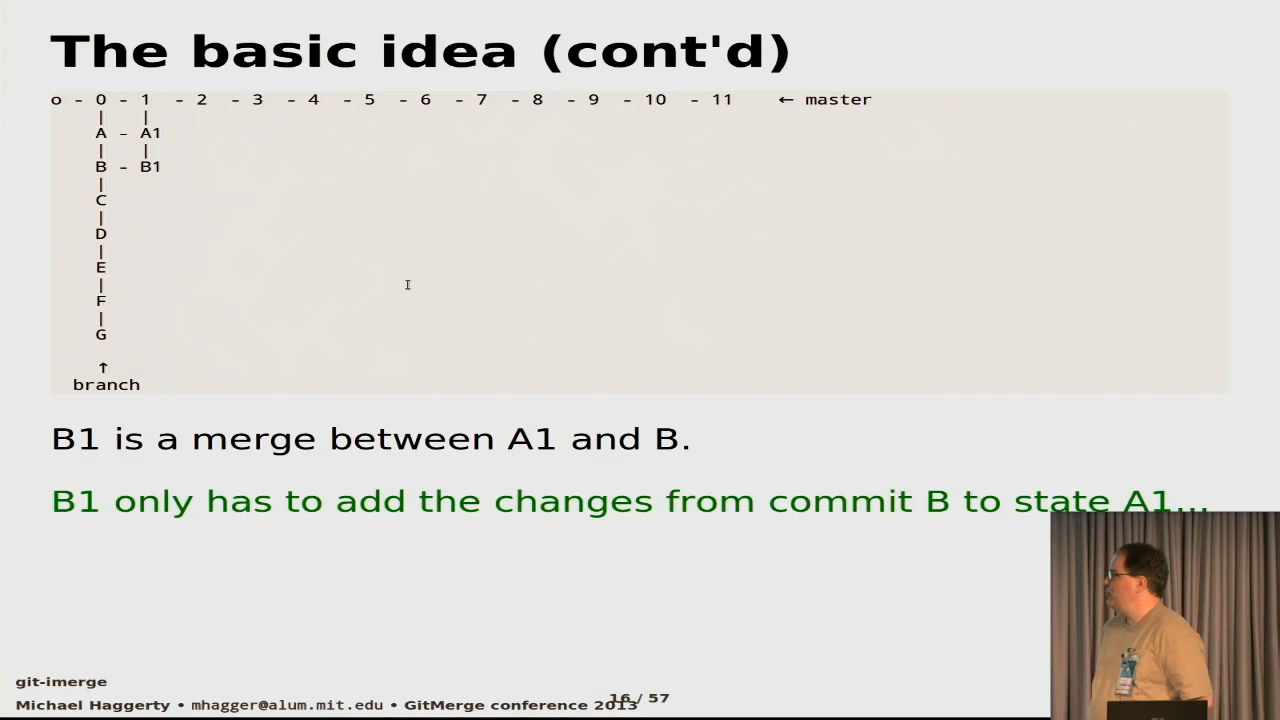 The basic idea (cont'd)
o - 0 - 1 - 2 - 3 - 4 - 5 - 6 - 7 - 8 - 9 - 10 - 11 ← master
| |
A - A1
| |
B - B1
|
C
|
D
|
E
|
F
|
G
↑
branch
B1 is a merge between A1 and B.
B1 only has to add the changes from commit B to state A1...
git-imerge
Michael Haggerty • mhagger@alum.mit.edu • GitMerge conference 2013
16 / 57